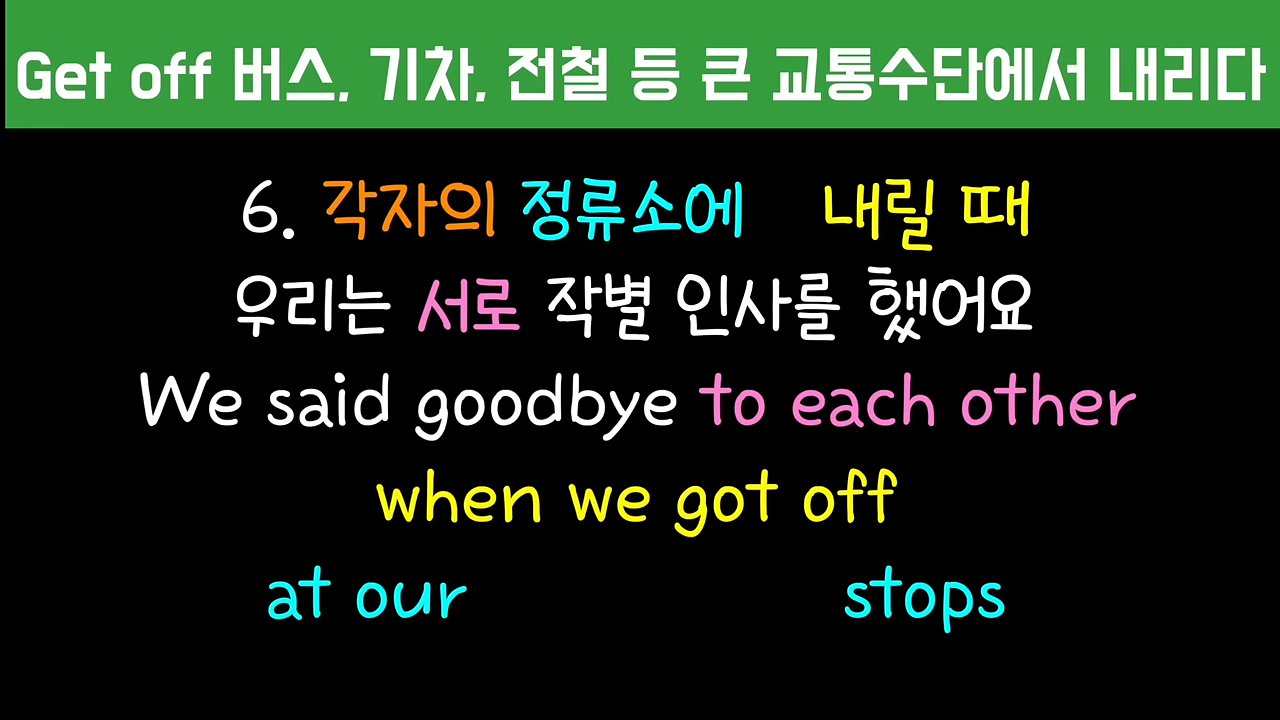 Get off 버스, 기차, 전철 등 큰 교통수단에서 내리다
6. 각자의 정류소에 내릴 때
우리는 서로 작별 인사를 했어요
We said goodbye to each other
when we got off
at our stops